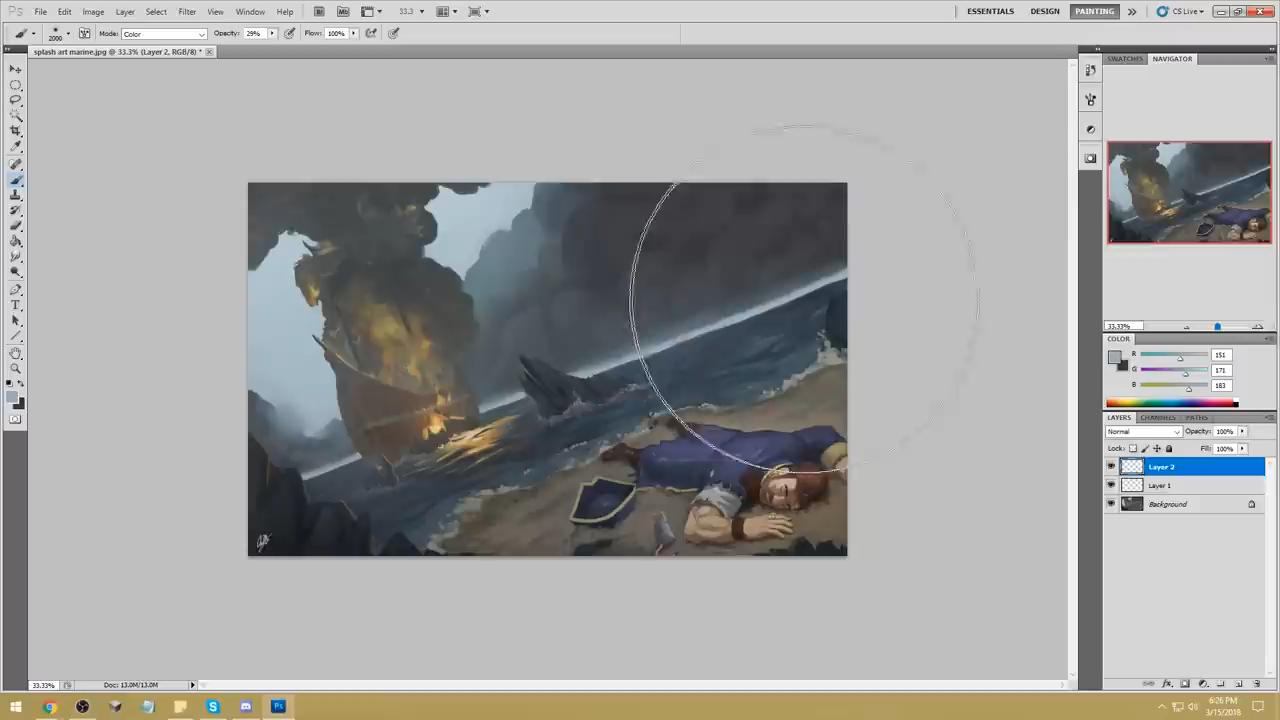 Ps File Edit Image Layer Select Filter View Window Help 33.3 ESSENTIALS DESIGN PAINTING CS Live
2000 Mode: Color Opacity: 29% Flow: 100%
splash art marine.jpg @ 33.3% (Layer 2, RGB/8) *
SWATCHES NAVIGATOR
33.33%
COLOR
R 151
G 171
B 183
LAYERS CHANNELS PATHS
Normal Opacity: 100%
Lock: Fill: 100%
Layer 2
Layer 1
Background
33.33% Doc: 13.0M/13.0M
6:26 PM
3/15/2018